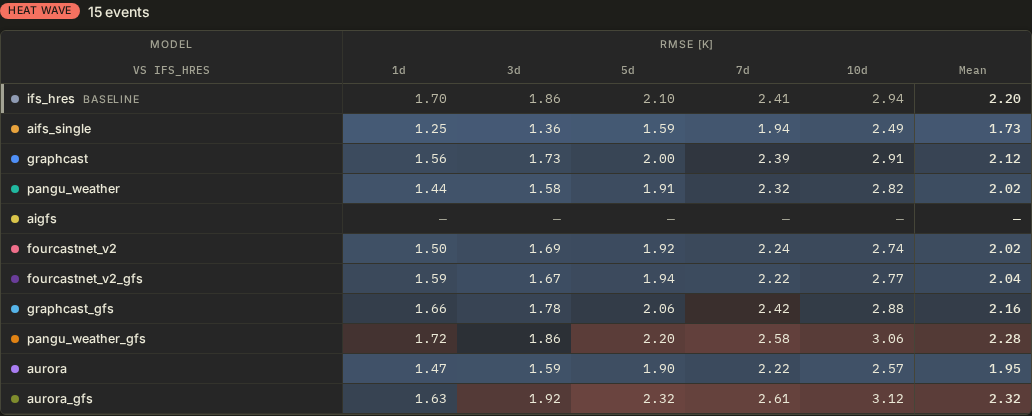 HEAT WAVE 15 events
MODEL RMSE [K]
VS IFS_HRES 1d 3d 5d 7d 10d Mean
ifs_hres BASELINE 1.70 1.86 2.10 2.41 2.94 2.20
aifs_single 1.25 1.36 1.59 1.94 2.49 1.73
graphcast 1.56 1.73 2.00 2.39 2.91 2.12
pangu_weather 1.44 1.58 1.91 2.32 2.82 2.02
aigfs — — — — — —
fourcastnet_v2 1.50 1.69 1.92 2.24 2.74 2.02
fourcastnet_v2_gfs 1.59 1.67 1.94 2.22 2.77 2.04
graphcast_gfs 1.66 1.78 2.06 2.42 2.88 2.16
pangu_weather_gfs 1.72 1.86 2.20 2.58 3.06 2.28
aurora 1.47 1.59 1.90 2.22 2.57 1.95
aurora_gfs 1.63 1.92 2.32 2.61 3.12 2.32